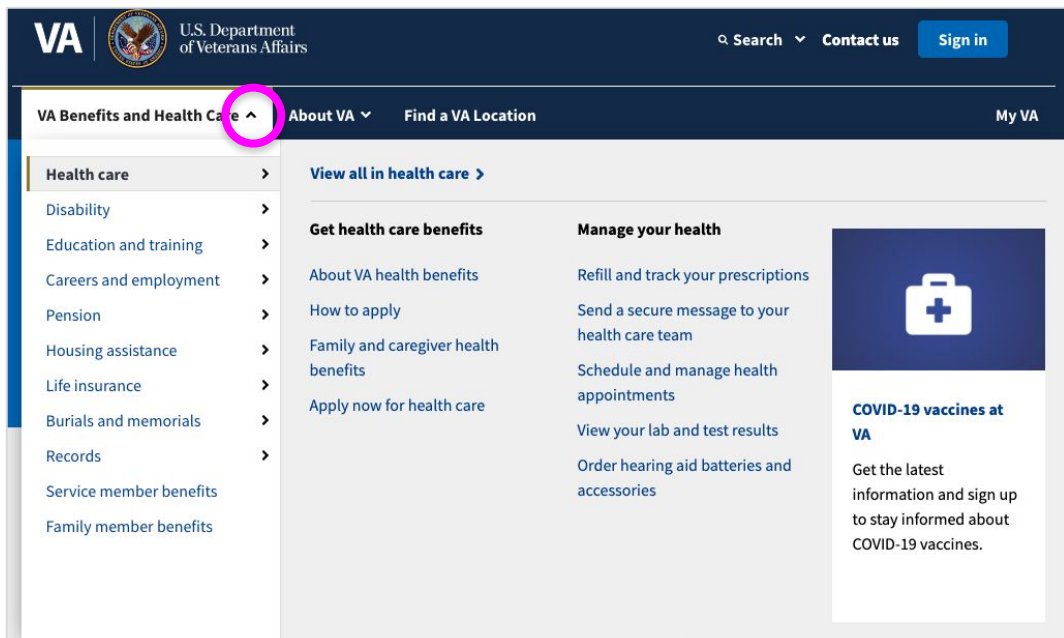 VA
U.S. Department
of Veterans Affairs
Search
Contact us
Sign in
VA Benefits and Health Care
About VA
Find a VA Location
My VA
Health care
Disability
Education and training
Careers and employment
Pension
Housing assistance
Life insurance
Burials and memorials
Records
Service member benefits
Family member benefits
View all in health care
Get health care benefits
About VA health benefits
How to apply
Family and caregiver health
benefits
Apply now for health care
Manage your health
Refill and track your prescriptions
Send a secure message to your
health care team
Schedule and manage health
appointments
View your lab and test results
Order hearing aid batteries and
accessories
COVID-19 vaccines at
VA
Get the latest
information and sign up
to stay informed about
COVID-19 vaccines.